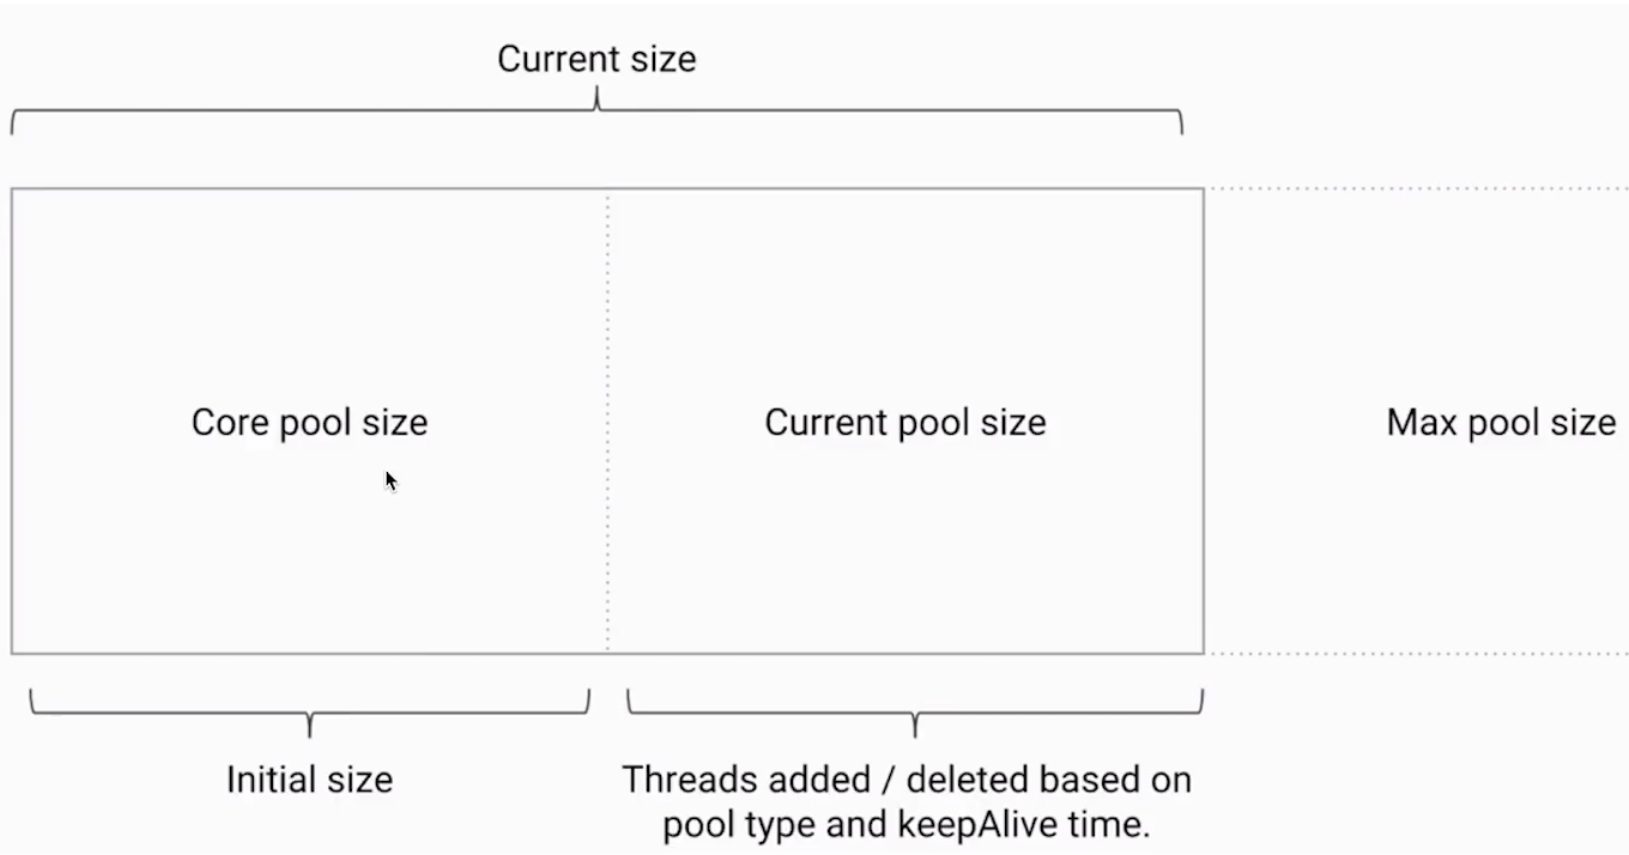 Current size
Core pool size
Current pool size
Max pool size
Initial size
Threads added / deleted based on
pool type and keepAlive time.